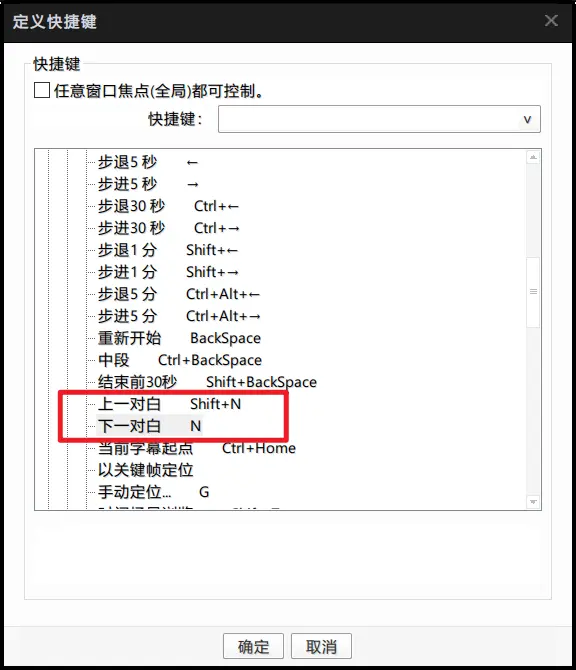 定义快捷键
快捷键
任意窗口焦点(全局)都可控制。
快捷键:
步退5 秒 ←
步进5 秒 →
步退30 秒 Ctrl+←
步进30 秒 Ctrl+→
步退1 分 Shift+←
步进1 分 Shift+→
步退5 分 Ctrl+Alt+←
步进5 分 Ctrl+Alt+→
重新开始 BackSpace
中段 Ctrl+BackSpace
结束前30秒 Shift+BackSpace
上一对白 Shift+N
下一对白 N
当前字幕起点 Ctrl+Home
以关键帧定位
手动定位... G
确定 取消